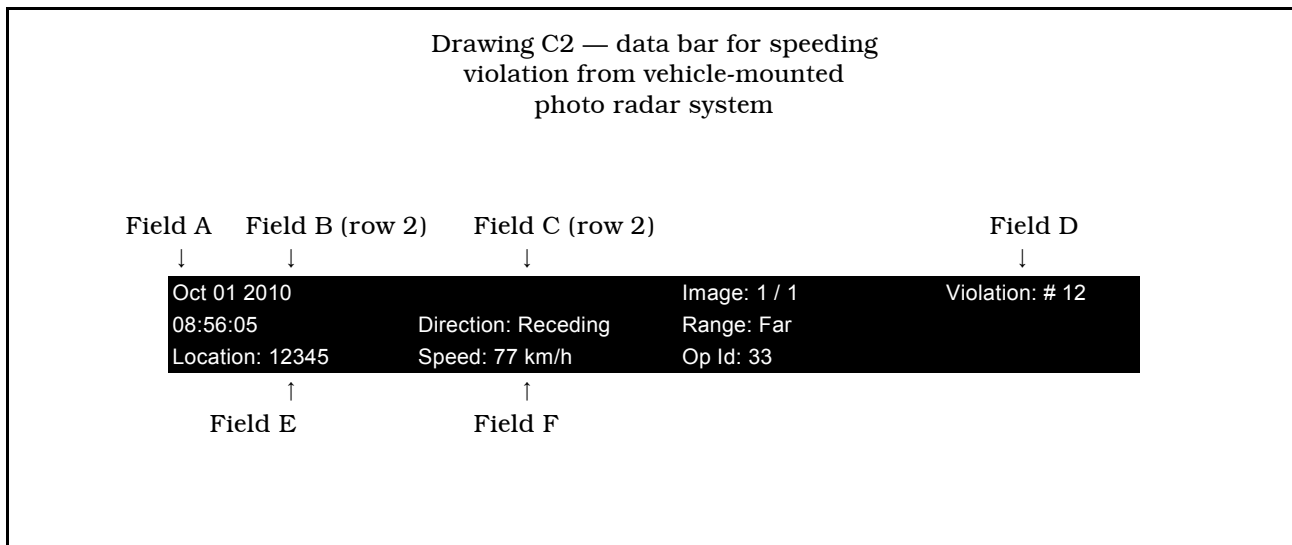 Drawing C2 — data bar for speeding
violation from vehicle-mounted
photo radar system
Field A Field B (row 2) Field C (row 2) Field D
↓ ↓ ↓ ↓
Oct 01 2010 Image: 1 / 1 Violation: # 12
08:56:05 Direction: Receding Range: Far
Location: 12345 Speed: 77 km/h Op Id: 33
↑ ↑
Field E Field F